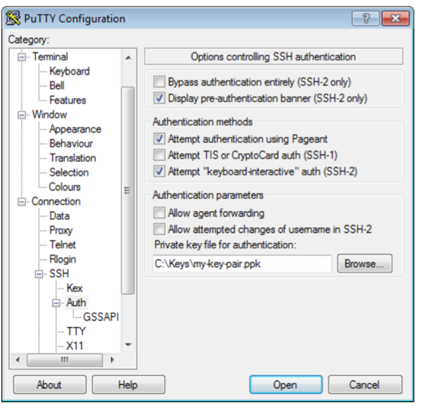 PuTTY Configuration
Category:
Terminal
Keyboard
Bell
Features
Window
Appearance
Behaviour
Translation
Selection
Colours
Connection
Data
Proxy
Telnet
Rlogin
SSH
Kex
Auth
GSSAPI
TTY
X11
Options controlling SSH authentication
Bypass authentication entirely (SSH-2 only)
Display pre-authentication banner (SSH-2 only)
Authentication methods
Attempt authentication using Pageant
Attempt TIS or CryptoCard auth (SSH-1)
Attempt "keyboard-interactive" auth (SSH-2)
Authentication parameters
Allow agent forwarding
Allow attempted changes of username in SSH-2
Private key file for authentication:
C:\Keys\my-key-pair.ppk
Browse...
About
Help
Open
Cancel